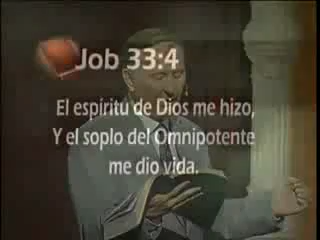 Job 33:4
El espíritu de Dios me hizo,
Y el soplo del Omnipotente
me dio vida.